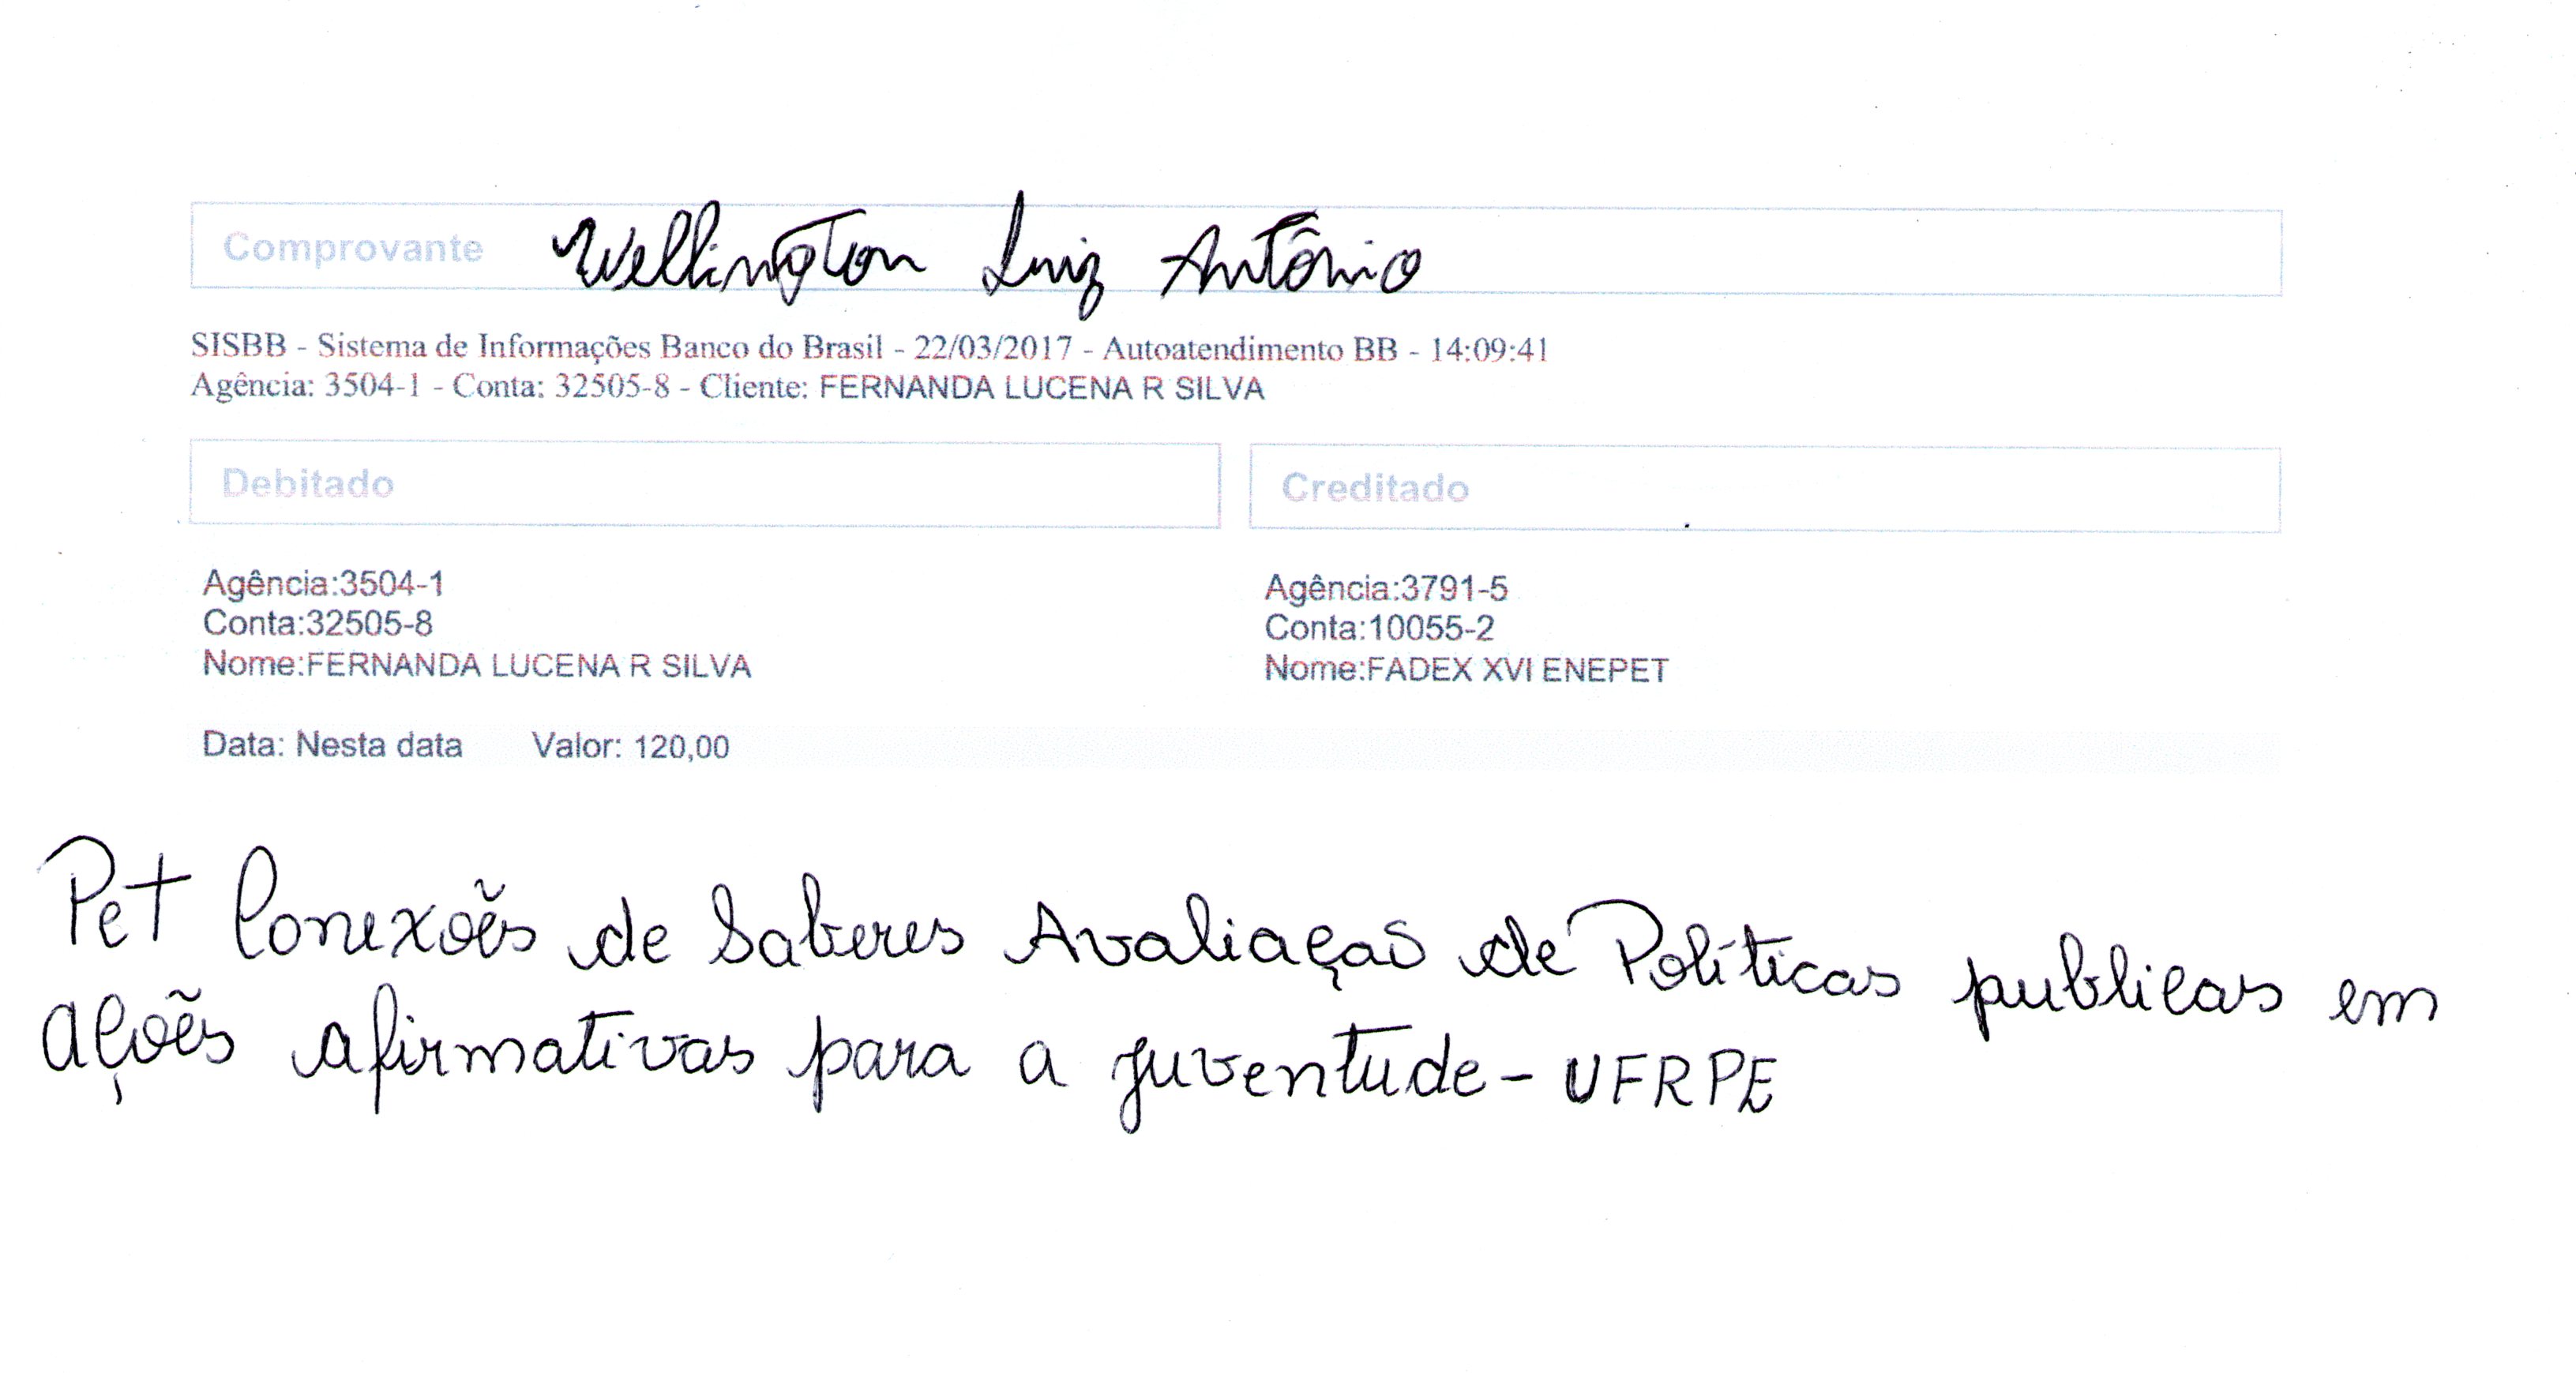 Comprovante Wellington Luiz Antônio
SISBB - Sistema de Informações Banco do Brasil - 22/03/2017 - Autoatendimento BB - 14:09:41
Agência: 3504-1 - Conta: 32505-8 - Cliente: FERNANDA LUCENA R SILVA
Debitado
Agência:3504-1
Conta:32505-8
Nome:FERNANDA LUCENA R SILVA
Creditado
Agência:3791-5
Conta:10055-2
Nome:FADEX XVI ENEPET
Data: Nesta data Valor: 120,00
Pet Conexões de Saberes Avaliação de Políticas publicas em
ações afirmativas para a juventude - UFRPE